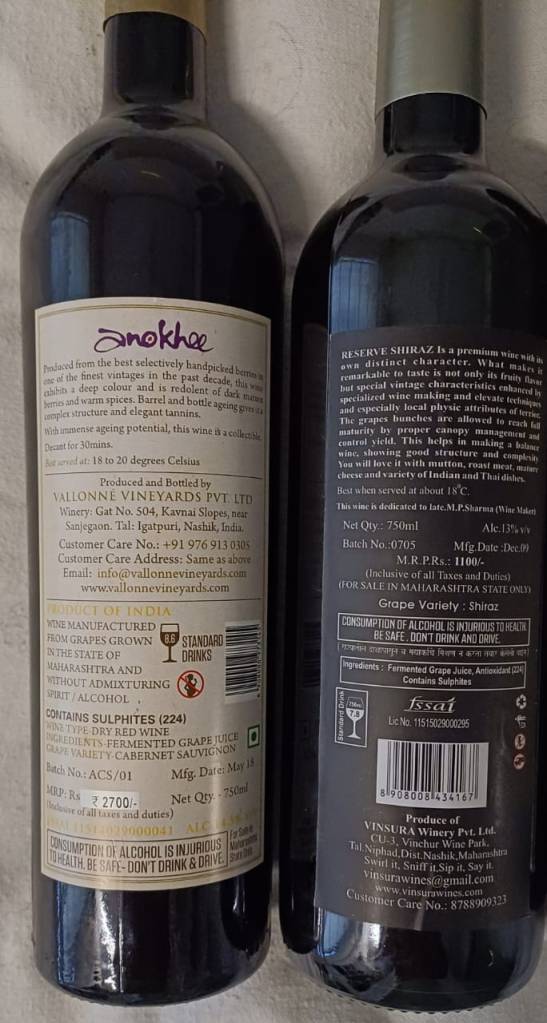 anokhee
Produced from the best selectively handpicked berries in
one of the finest vintages in the past decade, this wine
exhibits a deep colour and is redolent of dark mature
berries and warm spices. Barrel and bottle ageing gives it a
complex structure and elegant tannins.
With immense ageing potential, this wine is a collectible.
Decant for 30mins.
Best served at: 18 to 20 degrees Celsius
Produced and Bottled by
VALLONNÉ VINEYARDS PVT. LTD
Winery: Gat No. 504, Kavnai Slopes, near
Sanjegaon. Tal: Igatpuri, Nashik, India.
Customer Care No.: +91 976 913 0305
Customer Care Address: Same as above
Email: info@vallonnevineyards.com
www.vallonnevineyards.com
PRODUCT OF INDIA
WINE MANUFACTURED
FROM GRAPES GROWN
IN THE STATE OF
MAHARASHTRA AND
WITHOUT ADMIXTURING
SPIRIT / ALCOHOL
8.6
STANDARD
DRINKS
CONTAINS SULPHITES (224)
WINE TYPE-DRY RED WINE
INGREDIENTS-FERMENTED GRAPE JUICE
GRAPE VARIETY-CABERNET SAUVIGNON
Batch No.: ACS/01 Mfg. Date: May 18
MRP: Rs ₹ 2700/- Net Qty. - 750ml
(Inclusive of all taxes and duties)
11514029000041
CONSUMPTION OF ALCOHOL IS INJURIOUS
TO HEALTH. BE SAFE- DON'T DRINK & DRIVE.
For Sale in
Maharashtra
State Only
RESERVE SHIRAZ Is a premium wine with its
own distinct character. What makes it
remarkable to taste is not only its fruity flavor
but special vintage characteristics enhanced by
specialized wine making and elevate techniques
and especially local physic attributes of terrior.
The grapes bunches are allowed to reach full
maturity by proper canopy management and
control yield. This helps in making a balance
wine, showing good structure and complexity
You will love it with mutton, roast meat, mature
cheese and variety of Indian and Thai dishes.
Best when served at about 18°C.
This wine is dedicated to late.M.P.Sharma (Wine Maker)
Net Qty.: 750ml Alc.13% v/v
Batch No.:0705 Mfg.Date :Dec.09
M.R.P.Rs.: 1100/-
(Inclusive of all Taxes and Duties)
(FOR SALE IN MAHARASHTRA STATE ONLY)
Grape Variety : Shiraz
CONSUMPTION OF ALCOHOL IS INJURIOUS TO HEALTH.
BE SAFE . DON'T DRINK AND DRIVE.
Ingredients : Fermented Grape Juice, Antioxidant (224)
Contains Sulphites
Standard Drink
750ml
7.8
fssai
Lic No. 11515029000295
8 908008 434167
Produce of
VINSURA Winery Pvt. Ltd.
CU-3, Vinchur Wine Park,
Tal.Niphad,Dist.Nashik,Maharashtra
Swirl it, Sniff it,Sip it, Say it.
vinsurawines@gmail.com
www.vinsurawines.com
Customer Care No.: 8788909323